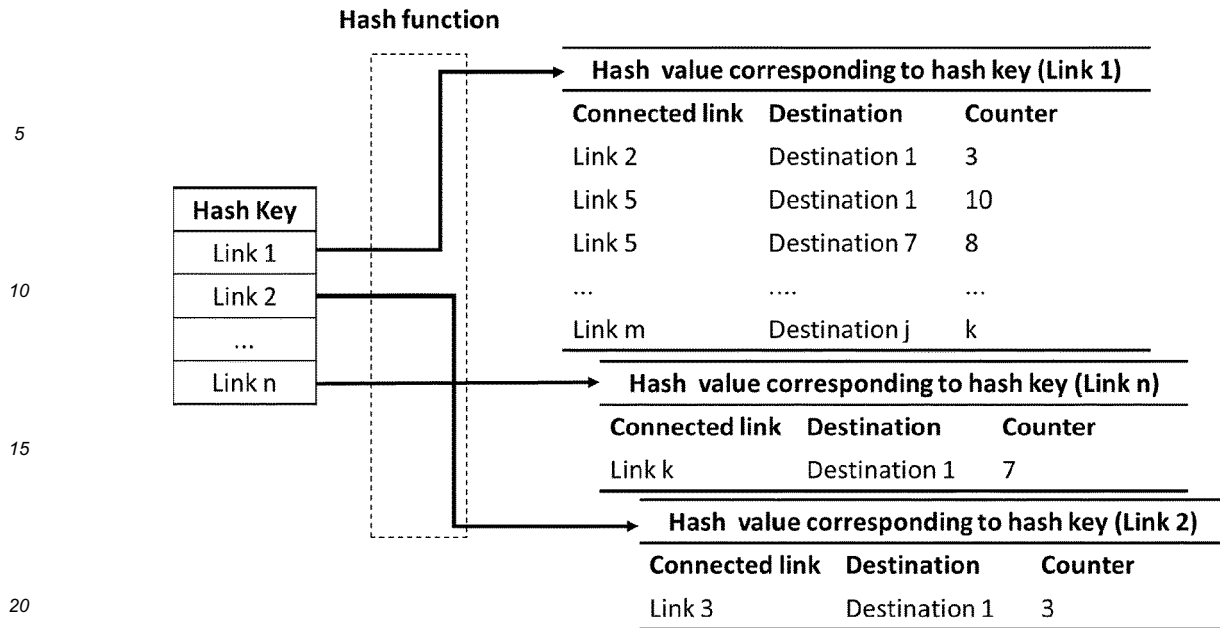 Hash function
Hash value corresponding to hash key (Link 1)
Connected link Destination Counter
5
Link 2 Destination 1 3
Link 5 Destination 1 10
Link 5 Destination 7 8
... .... ...
Link m Destination j k
Hash Key
Link 1
10
Link 2
...
Link n
Hash value corresponding to hash key (Link n)
Connected link Destination Counter
15
Link k Destination 1 7
Hash value corresponding to hash key (Link 2)
Connected link Destination Counter
20
Link 3 Destination 1 3